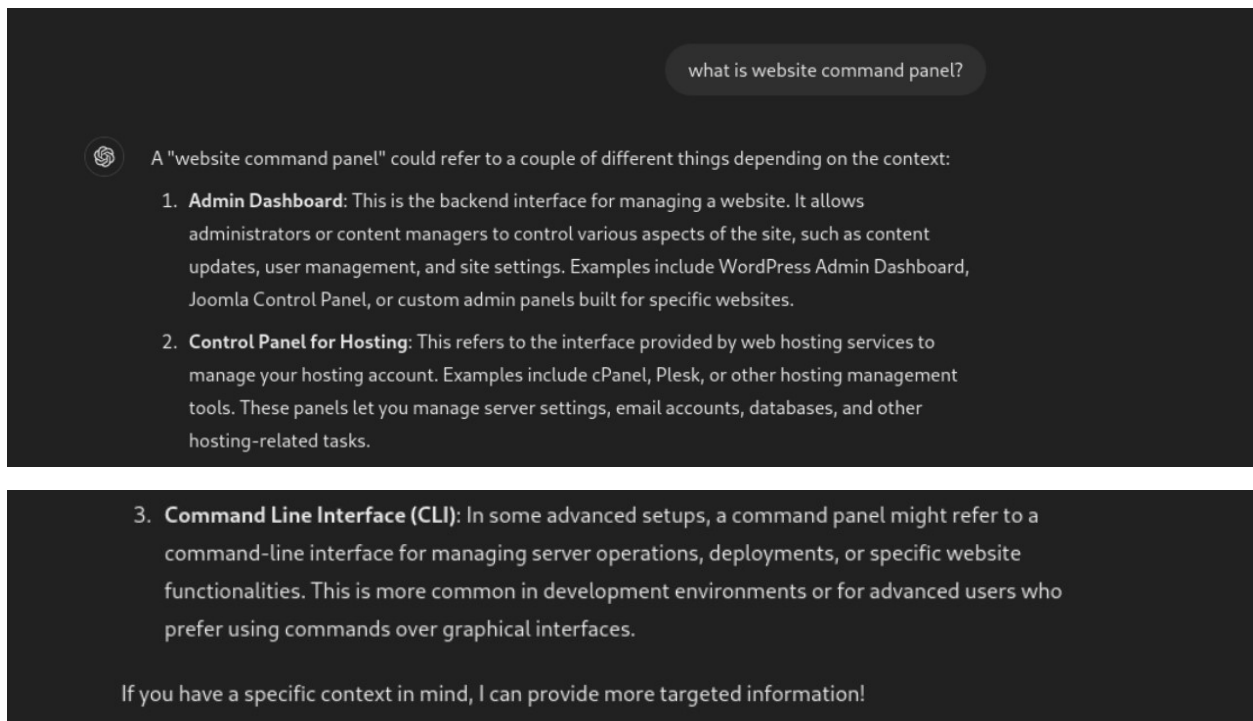 what is website command panel?
A "website command panel" could refer to a couple of different things depending on the context:
1. Admin Dashboard: This is the backend interface for managing a website. It allows
administrators or content managers to control various aspects of the site, such as content
updates, user management, and site settings. Examples include WordPress Admin Dashboard,
Joomla Control Panel, or custom admin panels built for specific websites.
2. Control Panel for Hosting: This refers to the interface provided by web hosting services to
manage your hosting account. Examples include cPanel, Plesk, or other hosting management
tools. These panels let you manage server settings, email accounts, databases, and other
hosting-related tasks.
3. Command Line Interface (CLI): In some advanced setups, a command panel might refer to a
command-line interface for managing server operations, deployments, or specific website
functionalities. This is more common in development environments or for advanced users who
prefer using commands over graphical interfaces.
If you have a specific context in mind, I can provide more targeted information!